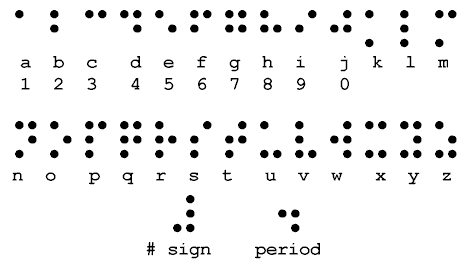 a b c d e f g h i j k l m
1 2 3 4 5 6 7 8 9 0
n o p q r s t u v w x y z
# sign period